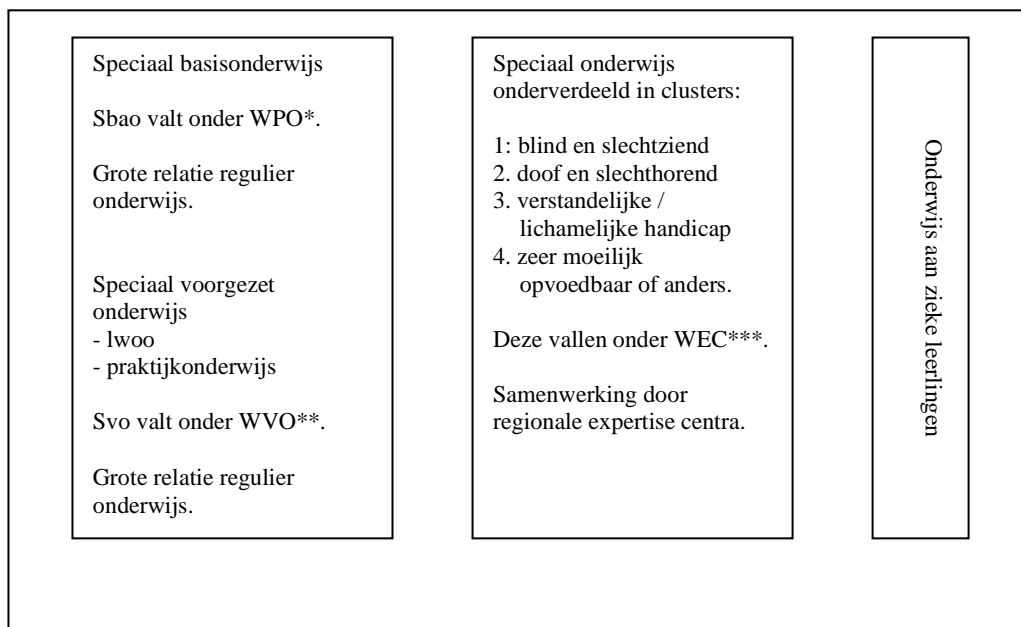 Speciaal basisonderwijs
Sbao valt onder WPO*.
Grote relatie regulier
onderwijs.
Speciaal voorgezet
onderwijs
- lwoo
- praktijkonderwijs
Svo valt onder WVO**.
Grote relatie regulier
onderwijs.
Speciaal onderwijs
onderverdeeld in clusters:
1: blind en slechtziend
2. doof en slechthorend
3. verstandelijke /
lichamelijke handicap
4. zeer moeilijk
opvoedbaar of anders.
Deze vallen onder WEC***.
Samenwerking door
regionale expertise centra.
Onderwijs aan zieke leerlingen